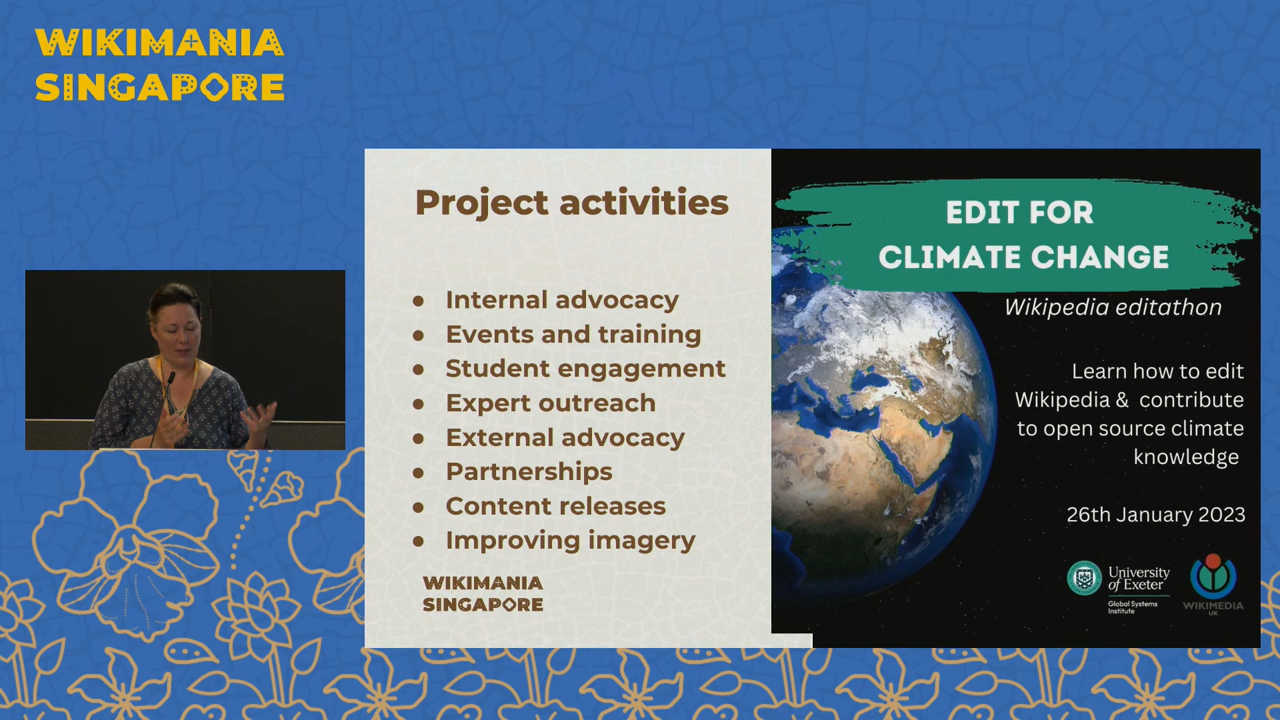 WIKIMANIA
SINGAPORE
Project activities
● Internal advocacy
● Events and training
● Student engagement
● Expert outreach
● External advocacy
● Partnerships
● Content releases
● Improving imagery
WIKIMANIA
SINGAPORE
EDIT FOR
CLIMATE CHANGE
Wikipedia editathon
Learn how to edit
Wikipedia & contribute
to open source climate
knowledge
26th January 2023
University
of Exeter
Global Systems
Institute
WIKIMEDIA
UK